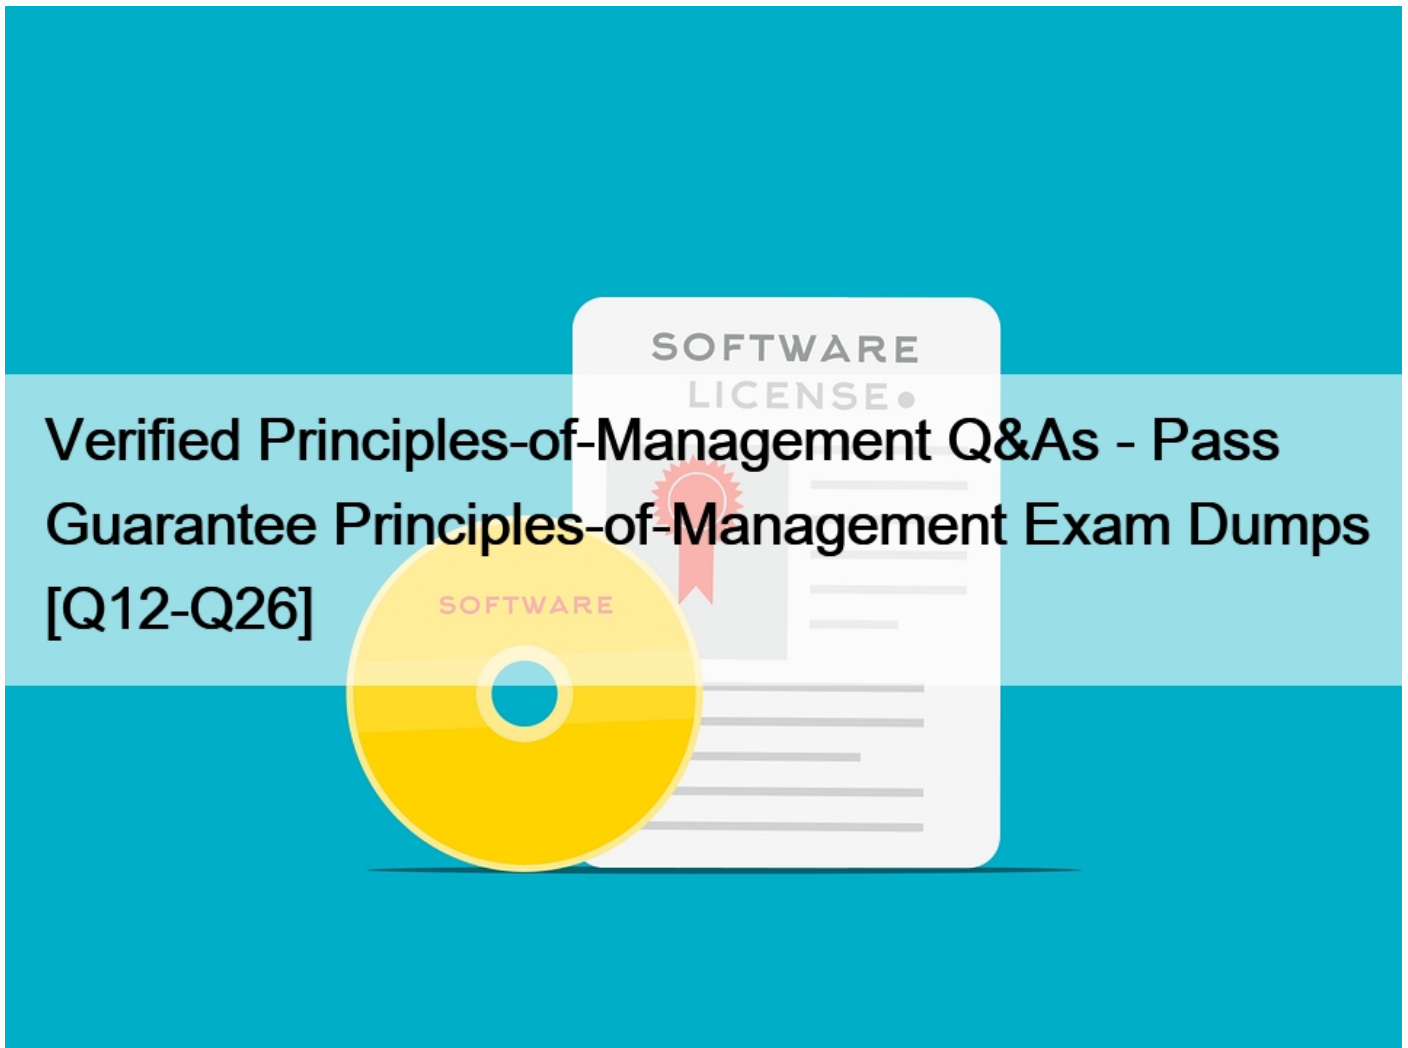 SOFTWARE
LICENSE
Verified Principles-of-Management Q&As - Pass
Guarantee Principles-of-Management Exam Dumps
[Q12-Q26]
SOFTWARE